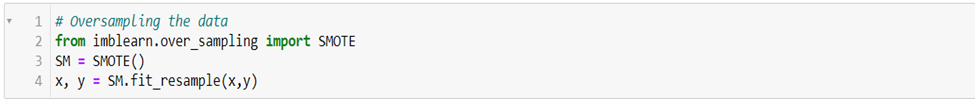 1 # Oversampling the data
2 from imblearn.over_sampling import SMOTE
3 SM = SMOTE()
4 x, y = SM.fit_resample(x,y)